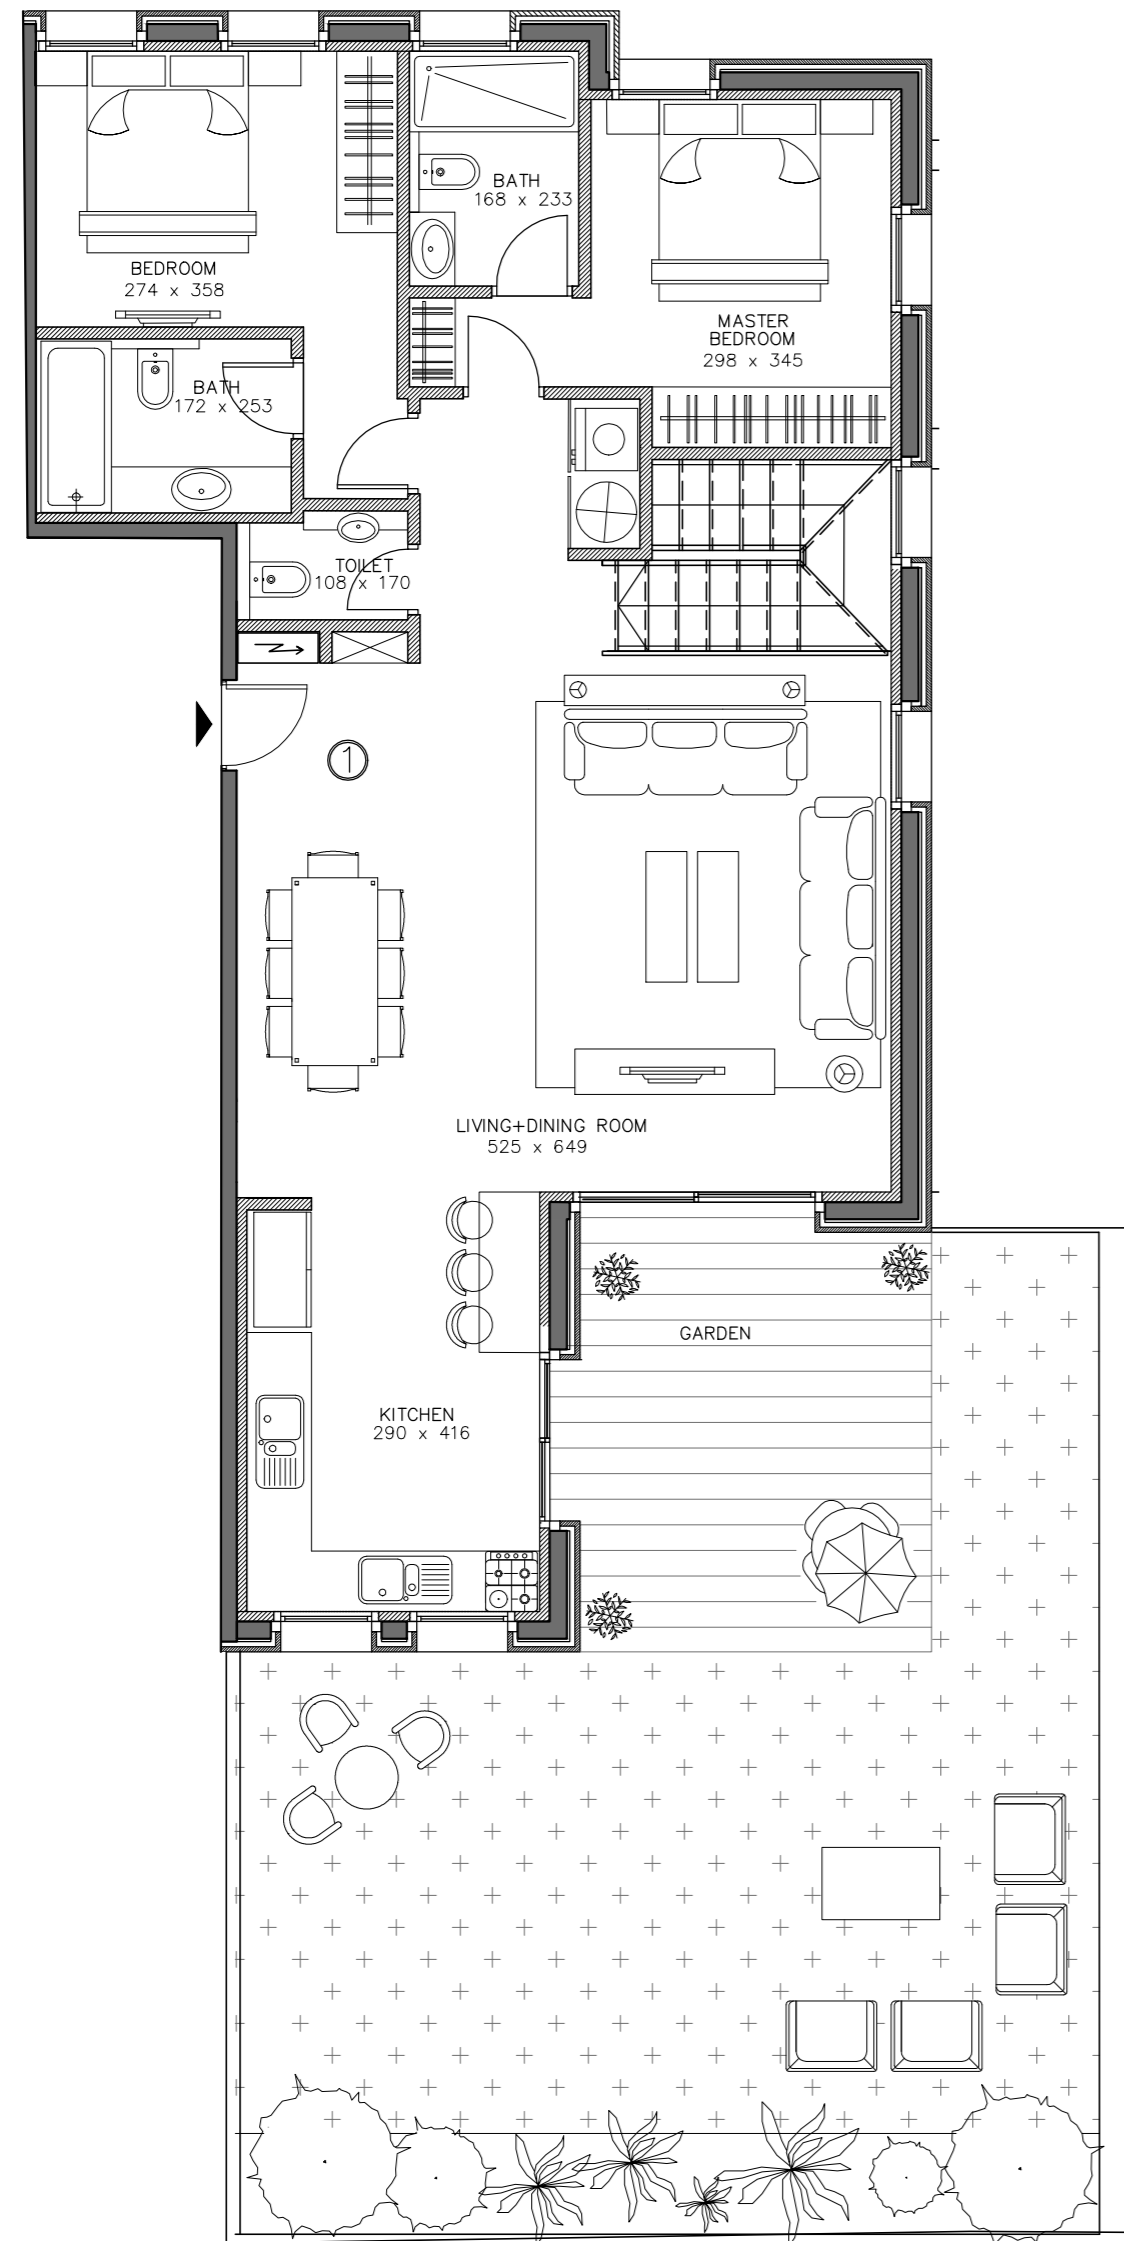 BATH
168 x 233
BEDROOM
274 x 358
MASTER
BEDROOM
298 x 345
BATH
172 x 253
TOILET
108 x 170
1
LIVING+DINING ROOM
525 x 649
GARDEN
KITCHEN
290 x 416